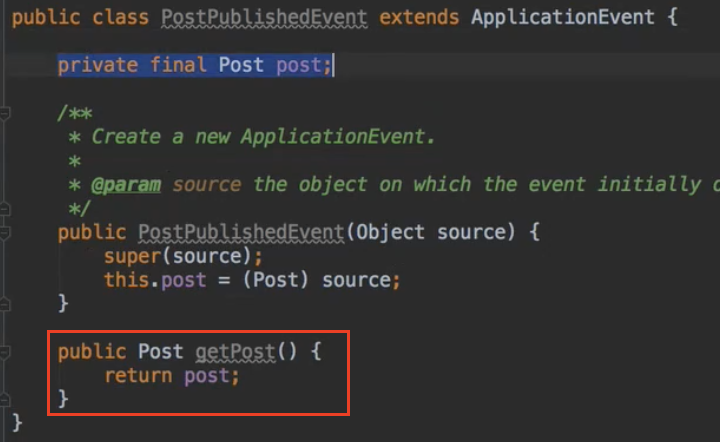 public class PostPublishedEvent extends ApplicationEvent {
private final Post post;
/**
* Create a new ApplicationEvent.
*
* @param source the object on which the event initially
*/
public PostPublishedEvent(Object source) {
super(source);
this.post = (Post) source;
}
public Post getPost() {
return post;
}
}